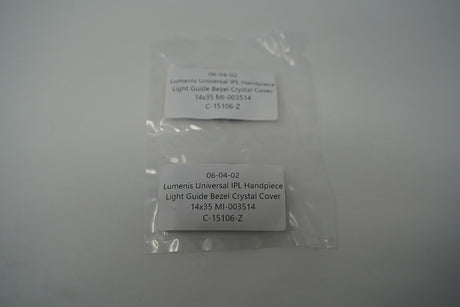 06-04-02
Lumenis Universal IPL Handpiece
Light Guide Bezel Crystal Cover
14x35 MI-003514
C-15106-Z
06-04-02
Lumenis Universal IPL Handpiece
Light Guide Bezel Crystal Cover
14x35 MI-003514
C-15106-Z